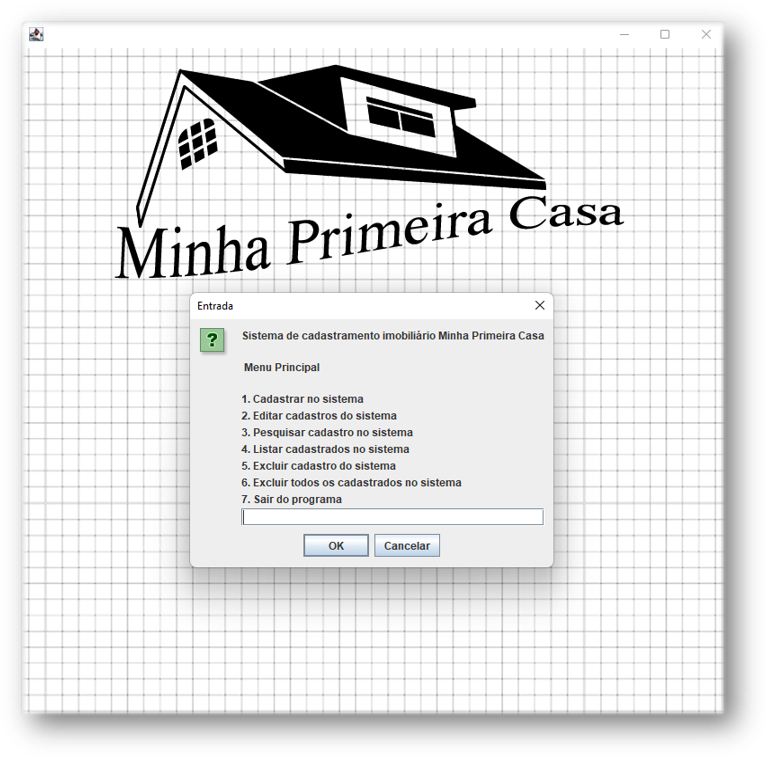 Minha Primeira Casa
Entrada
Sistema de cadastramento imobiliário Minha Primeira Casa
Menu Principal
1. Cadastrar no sistema
2. Editar cadastros do sistema
3. Pesquisar cadastro no sistema
4. Listar cadastrados no sistema
5. Excluir cadastro do sistema
6. Excluir todos os cadastrados no sistema
7. Sair do programa
OK
Cancelar